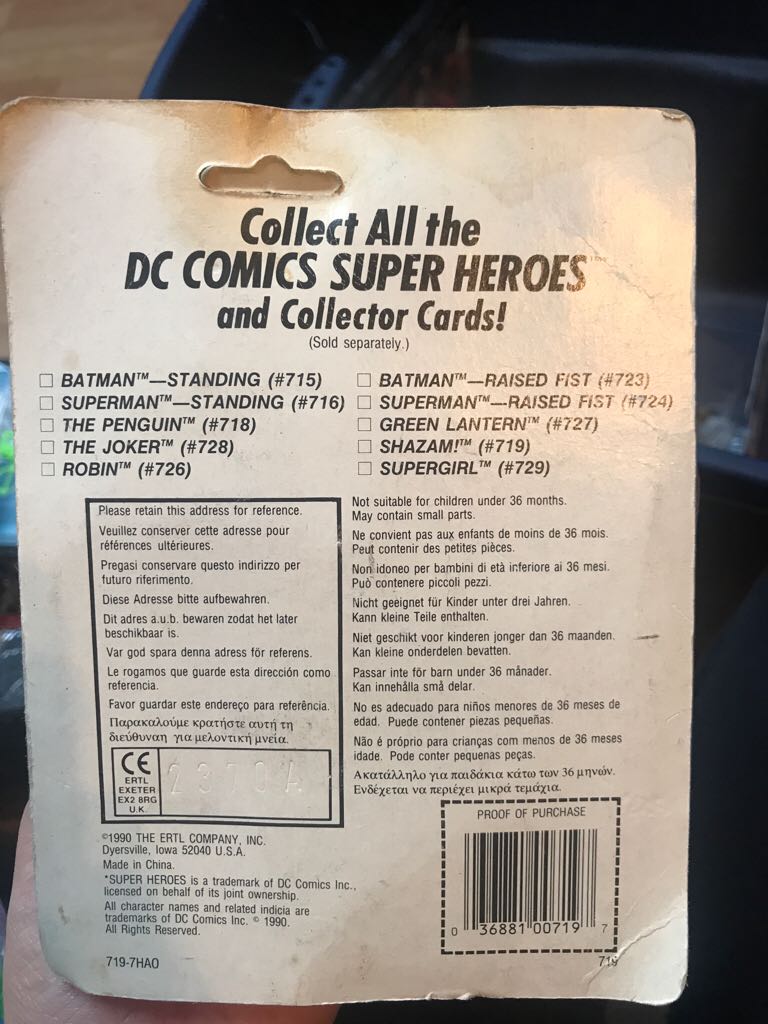 Collect All the
DC COMICS SUPER HEROES™
and Collector Cards!
(Sold separately.)
☐ BATMAN™—STANDING (#715)
☐ SUPERMAN™—STANDING (#716)
☐ THE PENGUIN™ (#718)
☐ THE JOKER™ (#728)
☐ ROBIN™ (#726)
☐ BATMAN™—RAISED FIST (#723)
☐ SUPERMAN™—RAISED FIST (#724)
☐ GREEN LANTERN™ (#727)
☐ SHAZAM!™ (#719)
☐ SUPERGIRL™ (#729)
Please retain this address for reference.
Veuillez conserver cette adresse pour
références ultérieures.
Pregasi conservare questo indirizzo per
futuro riferimento.
Diese Adresse bitte aufbewahren.
Dit adres a.u.b. bewaren zodat het later
beschikbaar is.
Var god spara denna adress för referens.
Le rogamos que guarde esta dirección como
referencia.
Favor guardar este endereço para referência.
Παρακαλούμε κρατήστε αυτή τη
διεύθυναη για μελοντική μνεία.
CE
ERTL
EXETER
EX2 8RG
U.K.
2370A
Not suitable for children under 36 months.
May contain small parts.
Ne convient pas aux enfants de moins de 36 mois.
Peut contenir des petites pièces.
Non idoneo per bambini di età inferiore ai 36 mesi.
Può contenere piccoli pezzi.
Nicht geeignet für Kinder unter drei Jahren.
Kann kleine Teile enthalten.
Niet geschikt voor kinderen jonger dan 36 maanden.
Kan kleine onderdelen bevatten.
Passar inte för barn under 36 månader.
Kan innehålla små delar.
No es adecuado para niños menores de 36 meses de
edad. Puede contener piezas pequeñas.
Não é próprio para crianças com menos de 36 meses
idade. Pode conter pequenas peças.
Ακατάλληλο για παιδάκια κάτω των 36 μηνών.
Ενδέχεται να περιέχει μικρά τεμάχια.
©1990 THE ERTL COMPANY, INC.
Dyersville, Iowa 52040 U.S.A.
Made in China.
*SUPER HEROES is a trademark of DC Comics Inc.,
licensed on behalf of its joint ownership.
All character names and related indicia are
trademarks of DC Comics Inc. © 1990.
All Rights Reserved.
719-7HAO
PROOF OF PURCHASE
0 36881 00719 7
719